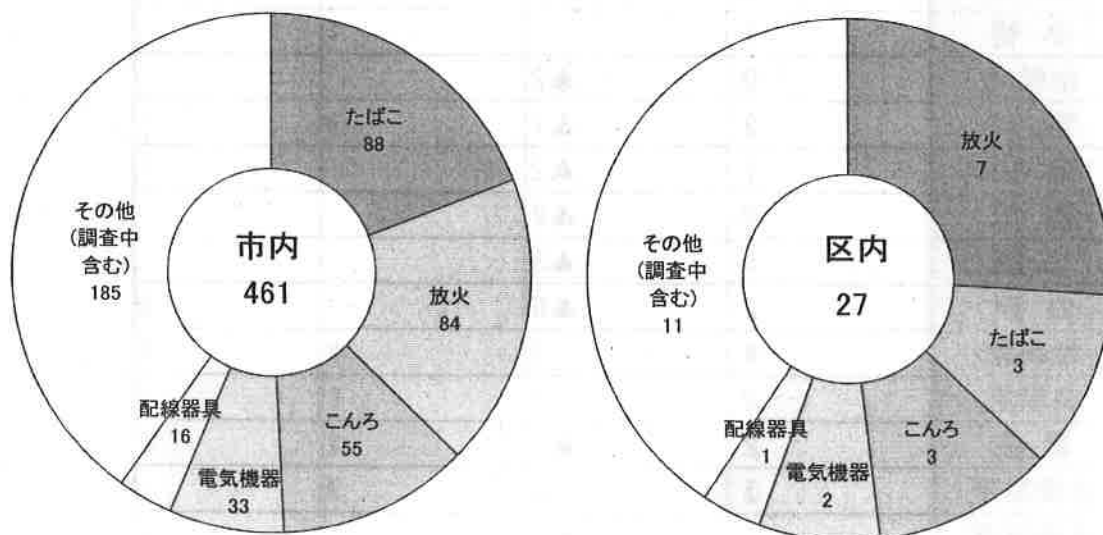 たばこ
88
放火
84
こんろ
55
電気機器
33
配線器具
16
その他
(調査中
含む)
185
市内
461
放火
7
たばこ
3
こんろ
3
電気機器
2
配線器具
1
その他
(調査中
含む)
11
区内
27